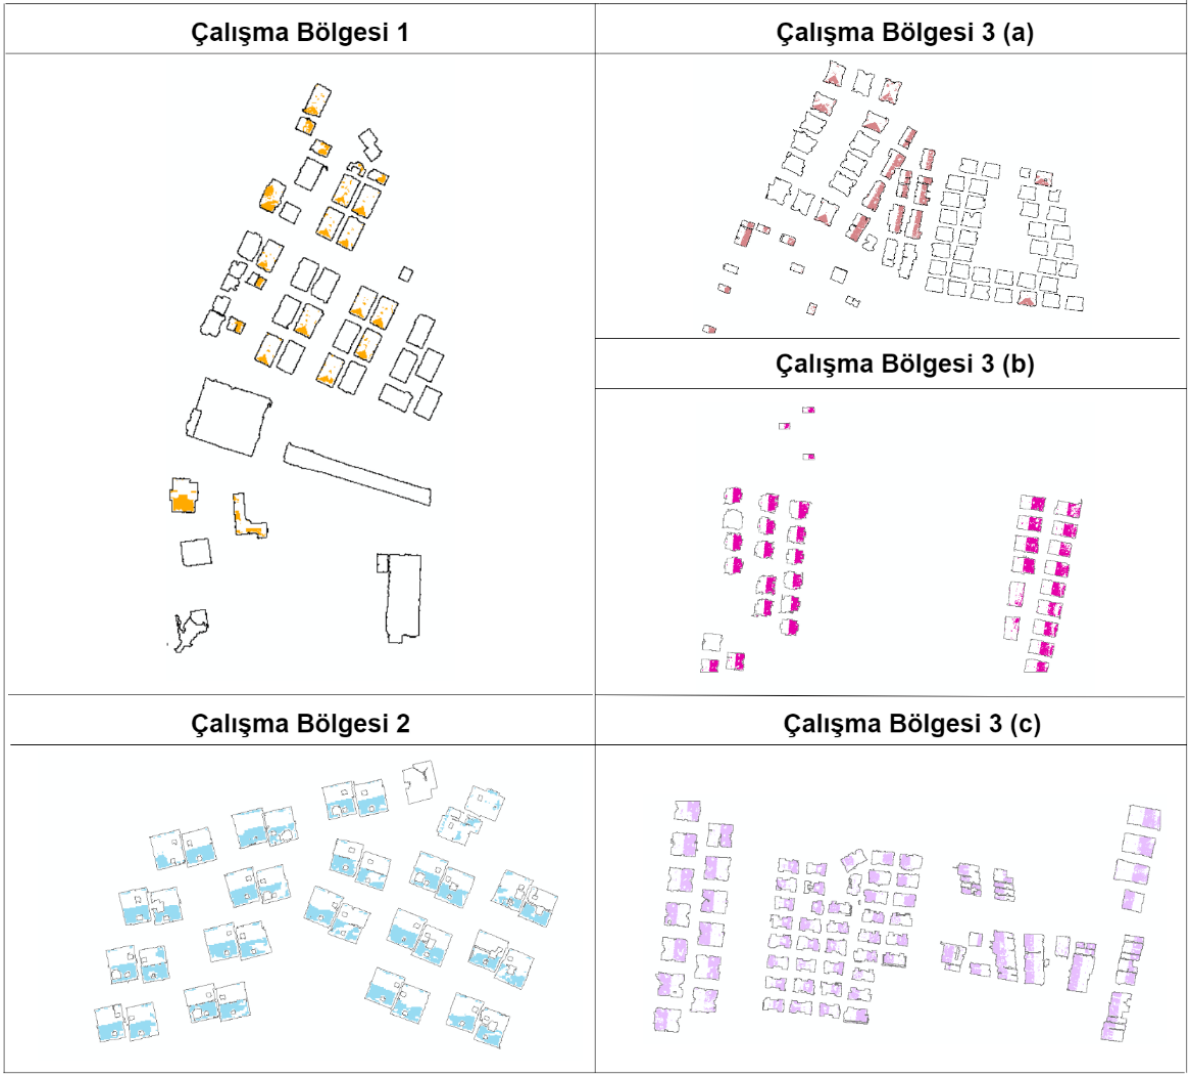 Çalışma Bölgesi 1
Çalışma Bölgesi 3 (a)
Çalışma Bölgesi 3 (b)
Çalışma Bölgesi 2
Çalışma Bölgesi 3 (c)